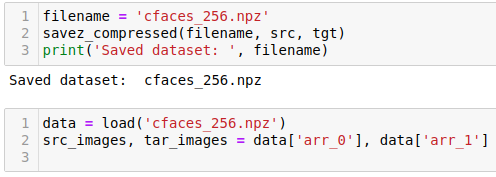 1 filename = 'cfaces_256.npz'
2 savez_compressed(filename, src, tgt)
3 print('Saved dataset: ', filename)
Saved dataset:  cfaces_256.npz
1 data = load('cfaces_256.npz')
2 src_images, tar_images = data['arr_0'], data['arr_1']
3